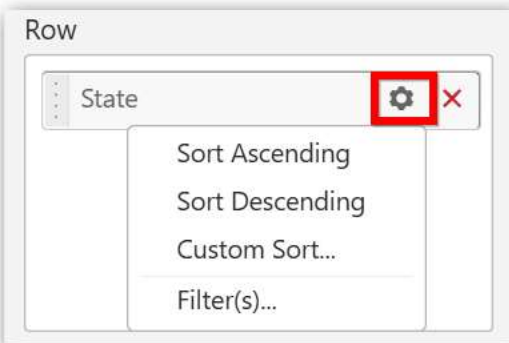 Row
State
Sort Ascending
Sort Descending
Custom Sort...
Filter(s)...